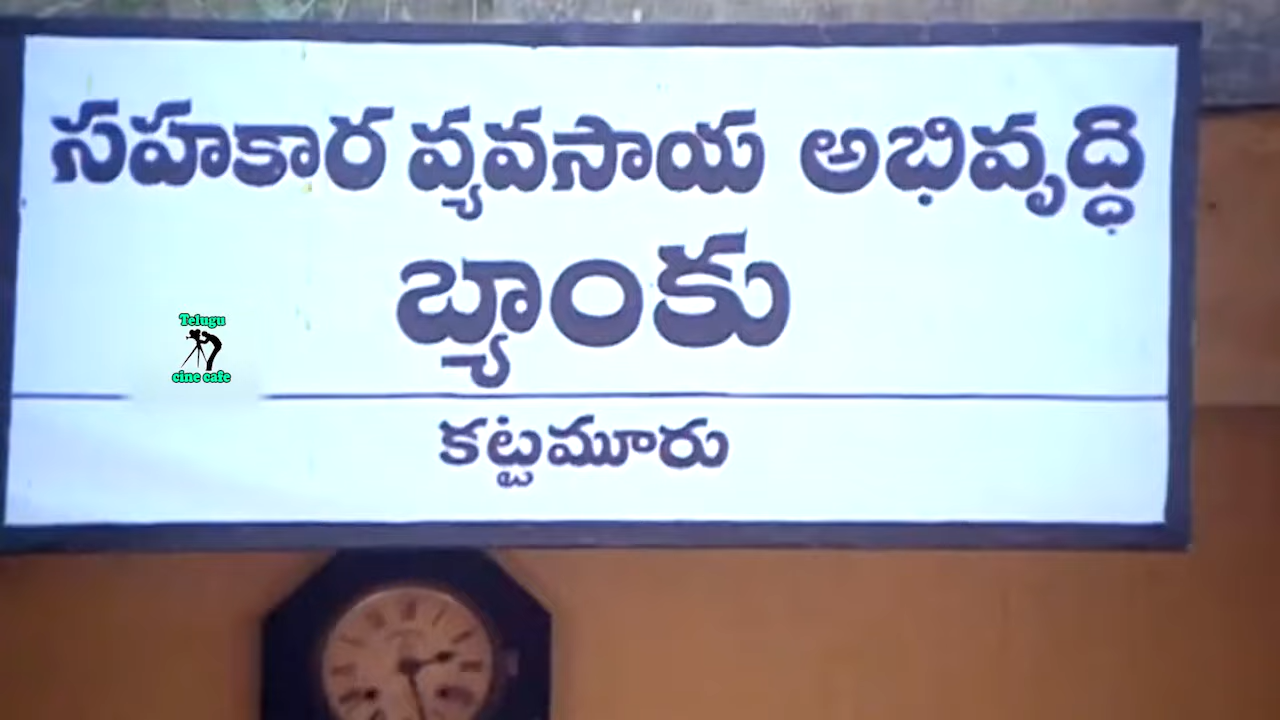 సహకార వ్యవసాయ అభివృద్ధి
బ్యాంకు
Telugu
cine cafe
కట్టమూరు